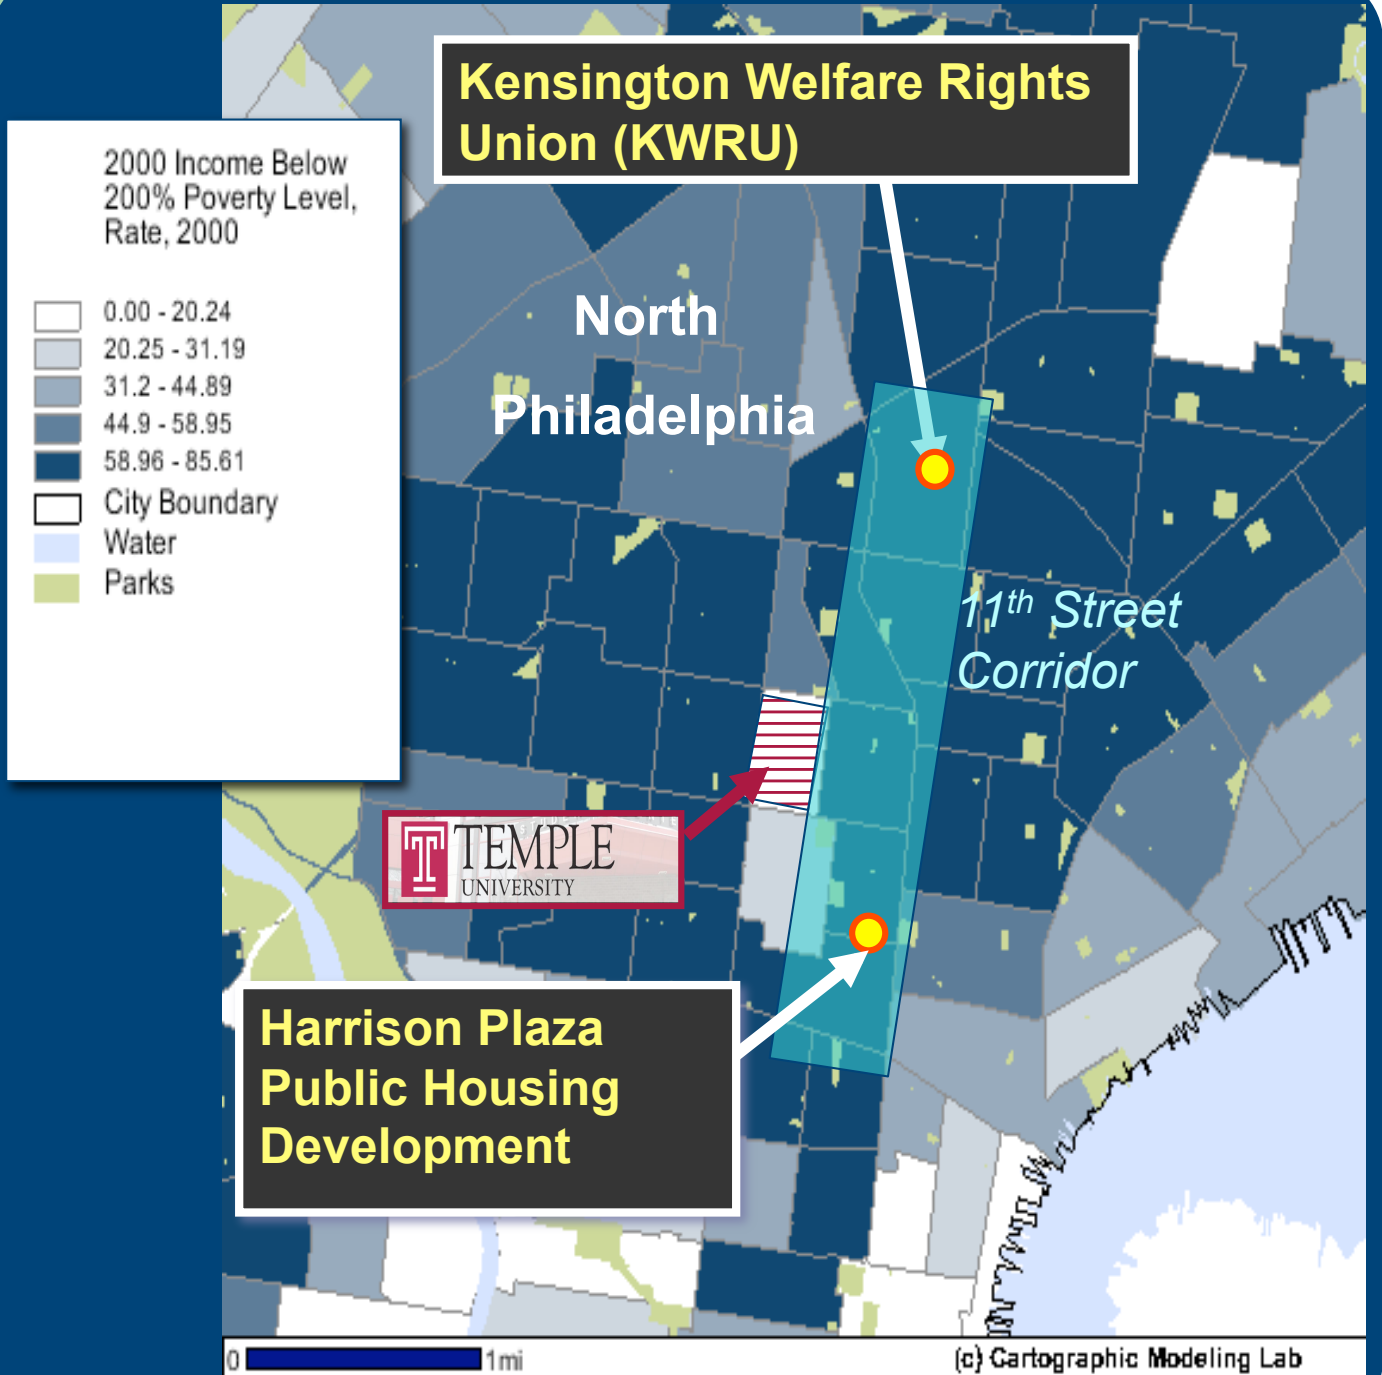 Kensington Welfare Rights
Union (KWRU)
2000 Income Below
200% Poverty Level,
Rate, 2000
0.00 - 20.24
20.25 - 31.19
31.2 - 44.89
44.9 - 58.95
58.96 - 85.61
City Boundary
Water
Parks
North
Philadelphia
11th Street
Corridor
TEMPLE
UNIVERSITY
Harrison Plaza
Public Housing
Development
0 1mi
(c) Cartographic Modeling Lab